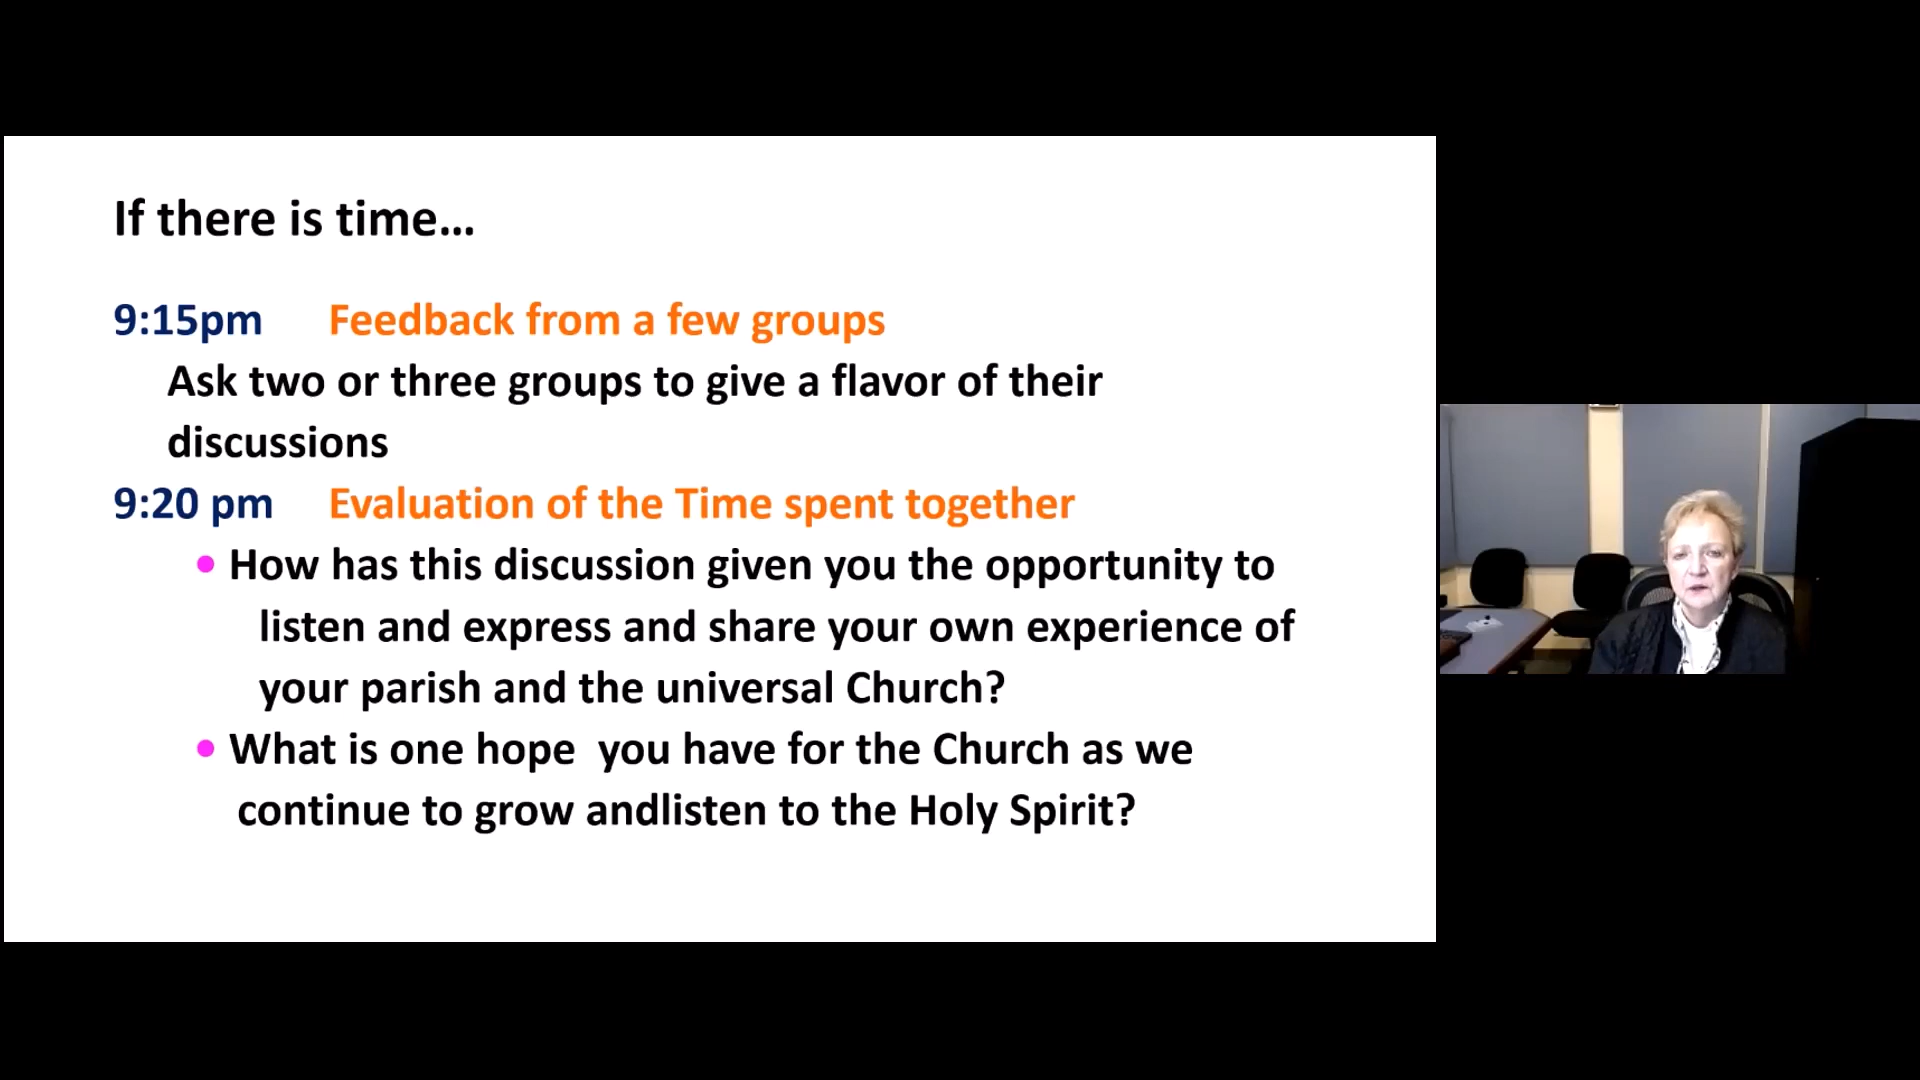 If there is time...
9:15pm Feedback from a few groups
Ask two or three groups to give a flavor of their
discussions
9:20 pm Evaluation of the Time spent together
• How has this discussion given you the opportunity to
listen and express and share your own experience of
your parish and the universal Church?
• What is one hope  you have for the Church as we
continue to grow andlisten to the Holy Spirit?